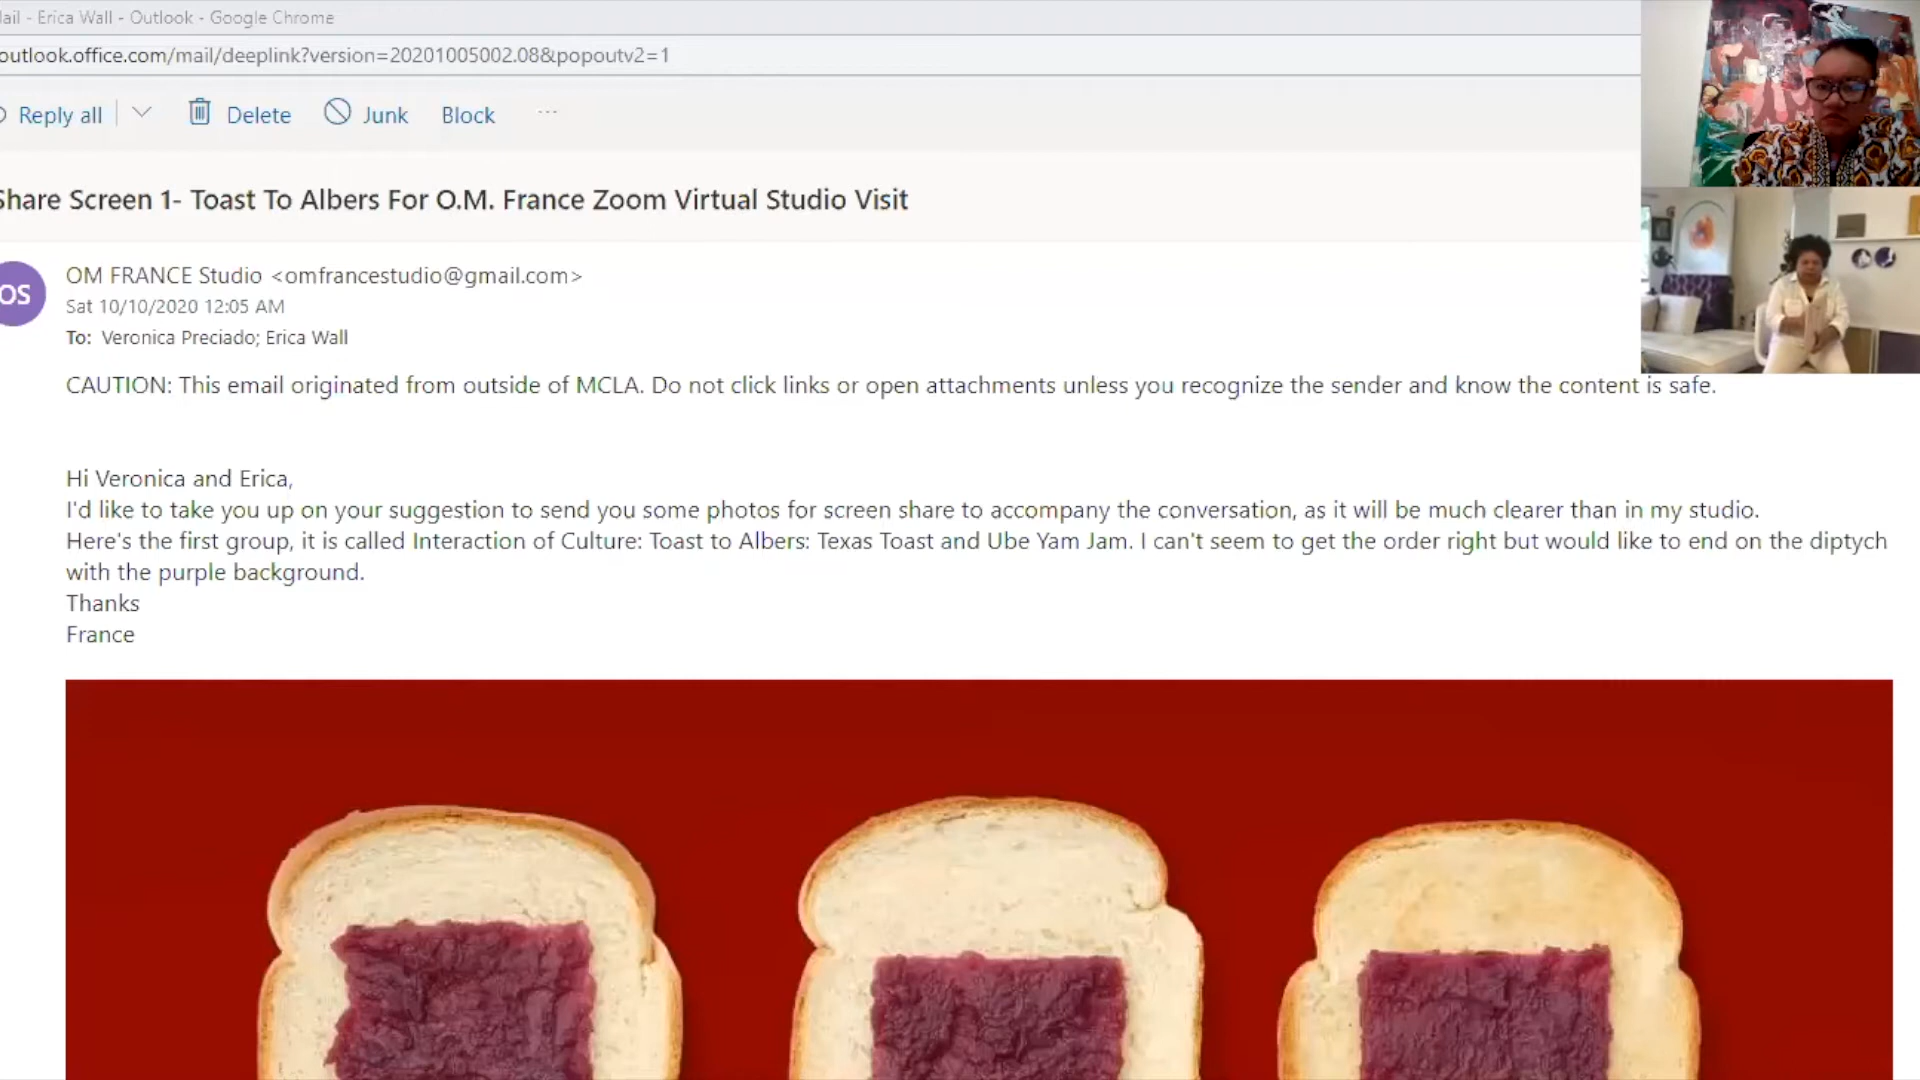 ail - Erica Wall - Outlook - Google Chrome
outlook.office.com/mail/deeplink?version=20201005002.08&popoutv2=1
Reply all Delete Junk Block ...
Share Screen 1- Toast To Albers For O.M. France Zoom Virtual Studio Visit
OS
OM FRANCE Studio <omfrancestudio@gmail.com>
Sat 10/10/2020 12:05 AM
To: Veronica Preciado; Erica Wall
CAUTION: This email originated from outside of MCLA. Do not click links or open attachments unless you recognize the sender and know the content is safe.
Hi Veronica and Erica,
I'd like to take you up on your suggestion to send you some photos for screen share to accompany the conversation, as it will be much clearer than in my studio.
Here's the first group, it is called Interaction of Culture: Toast to Albers: Texas Toast and Ube Yam Jam. I can't seem to get the order right but would like to end on the diptych
with the purple background.
Thanks
France